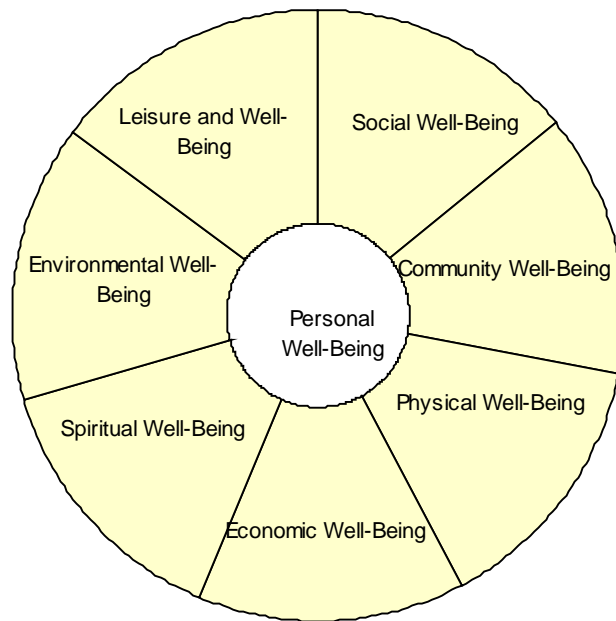 Leisure and Well-
Being
Social Well-Being
Environmental Well-
Being
Community Well-Being
Personal
Well-Being
Physical Well-Being
Spiritual Well-Being
Economic Well-Being